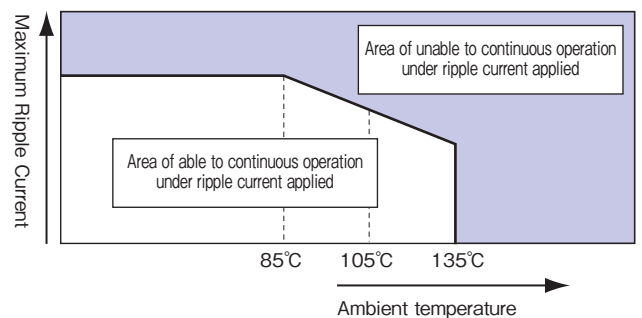 Maximum Ripple Current
Area of unable to continuous operation
under ripple current applied
Area of able to continuous operation
under ripple current applied
85℃ 105℃ 135℃
Ambient temperature